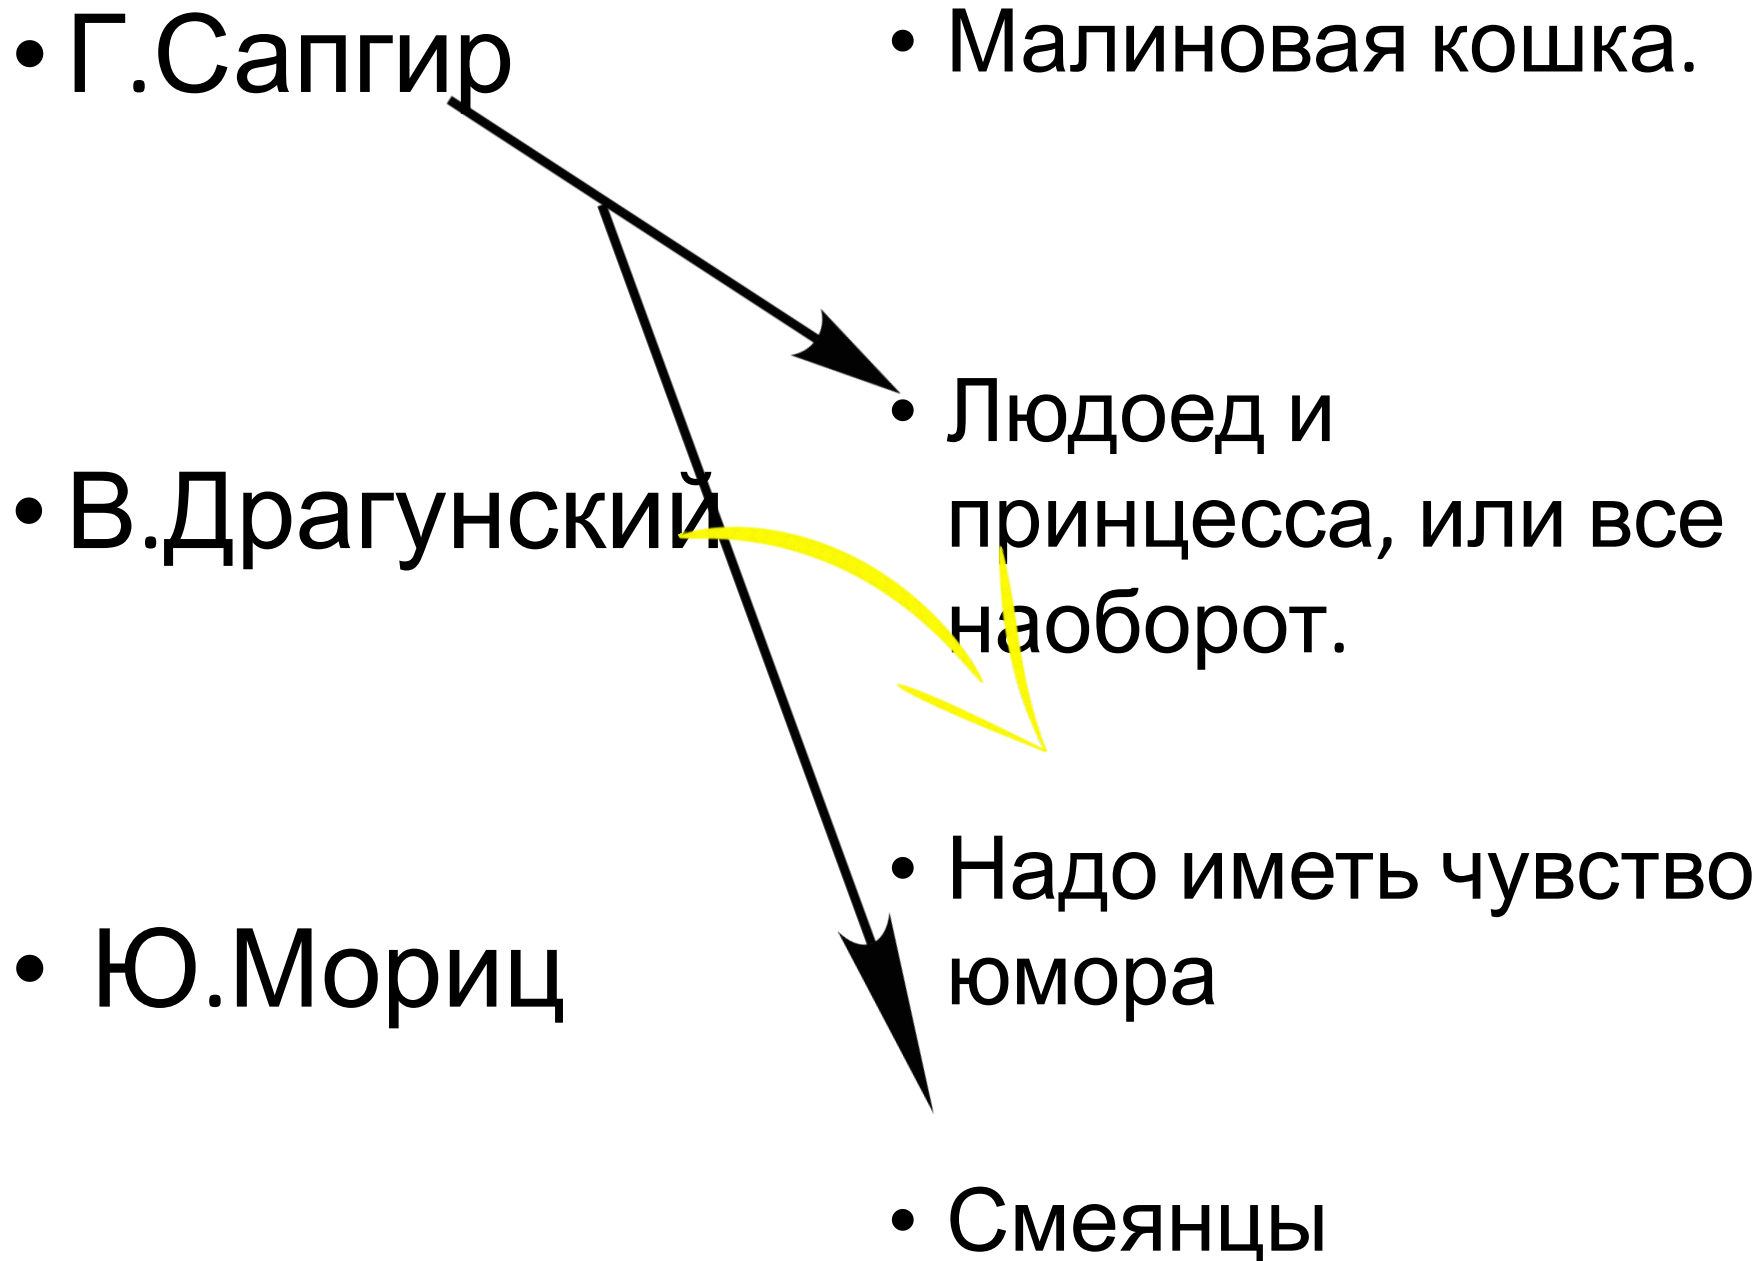 • Г.Сапгир
• В.Драгунский
• Ю.Мориц
• Малиновая кошка.
• Людоед и
принцесса, или все
наоборот.
• Надо иметь чувство
юмора
• Смеянцы